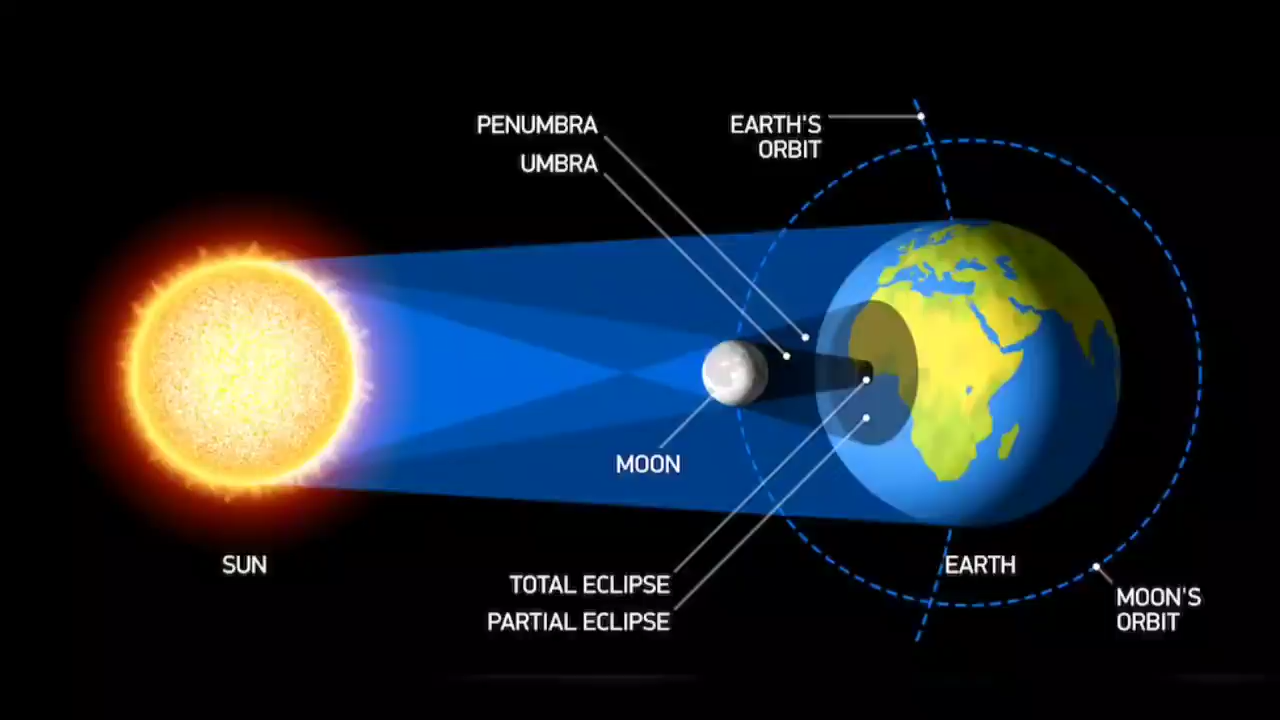 PENUMBRA
UMBRA
EARTH'S
ORBIT
MOON
SUN
TOTAL ECLIPSE
PARTIAL ECLIPSE
EARTH
MOON'S
ORBIT